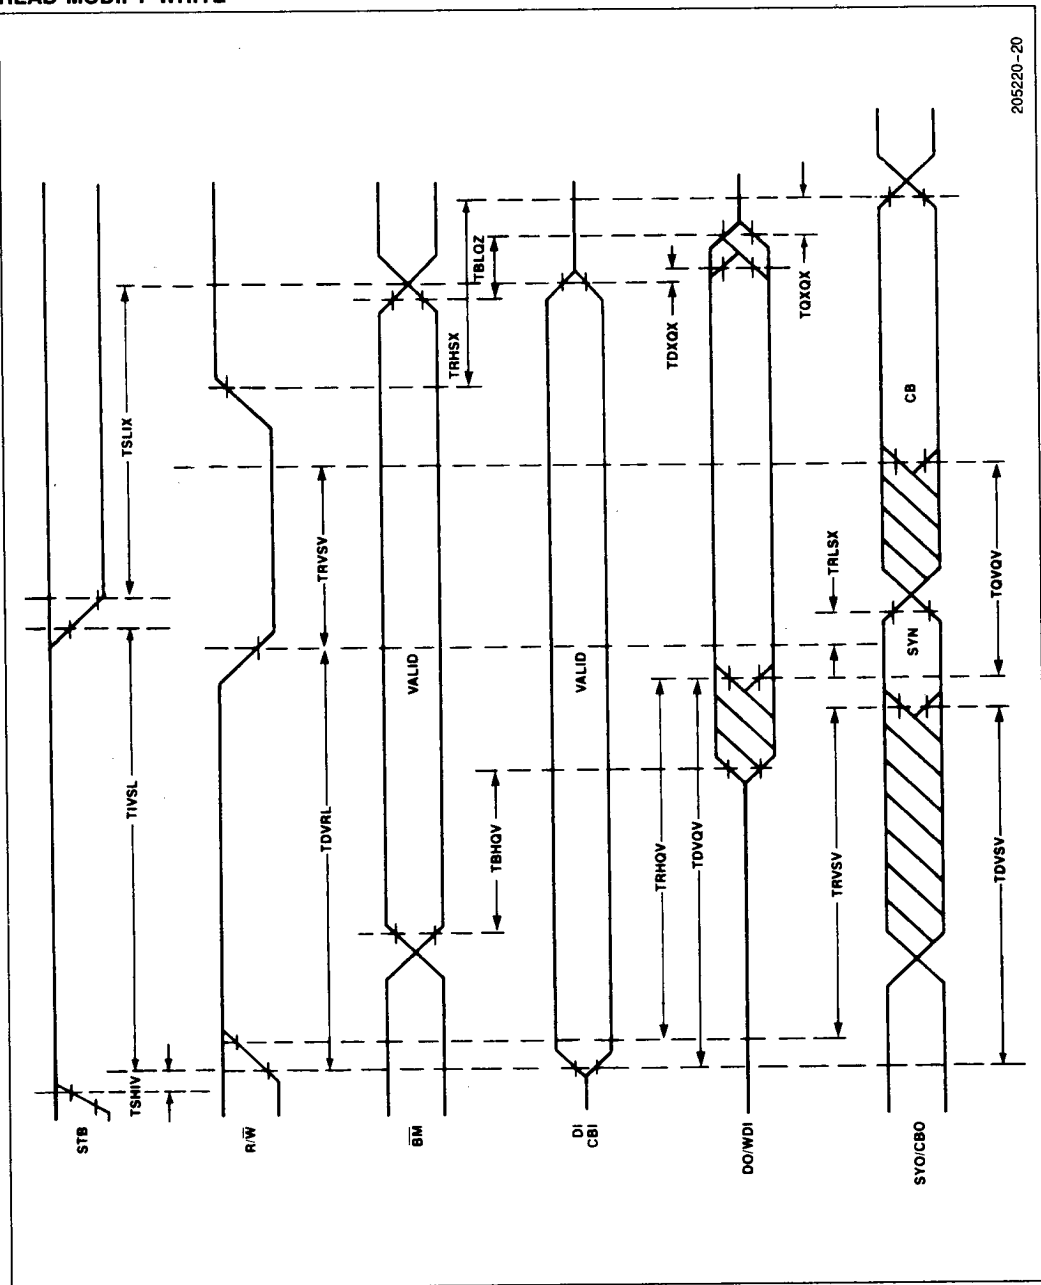 READ MODIFY WRITE
STB
TSHIV
TIVSL
TSLIX
R/W̅
TDVRL
TRVSV
TRHSX
B̅M̅
VALID
TBHQV
TBLQZ
DI
CBI
VALID
TRHQV
TDVQV
TDXQX
DO/WDI
TQXQX
TRVSV
TRLSX
SYO/CBO
SYN
CB
TDVSV
TQVQV
205220-20